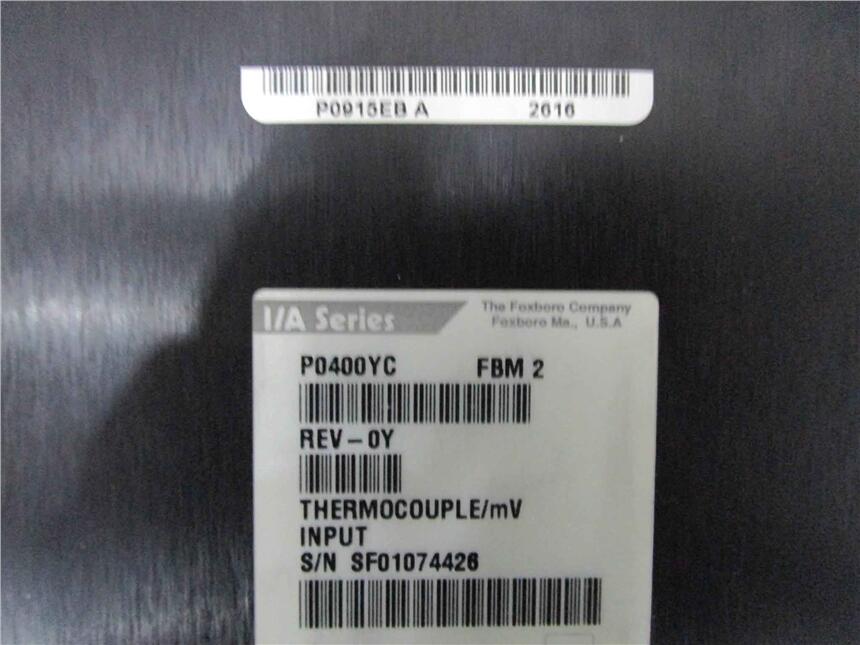 P0915EB A 2616
I/A Series
The Foxboro Company
Foxboro Ma., U.S.A
P0400YC FBM 2
REV-0Y
THERMOCOUPLE/mV
INPUT
S/N SF01074426